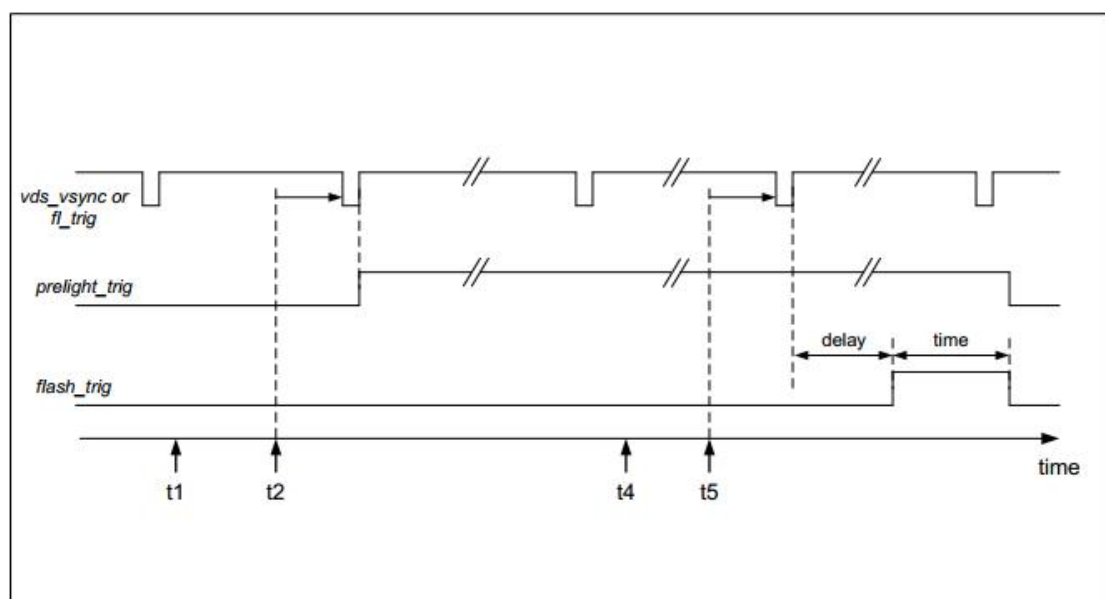 vds_vsync or
fl_trig
prelight_trig
delay time
flash_trig
time
t1 t2 t4 t5